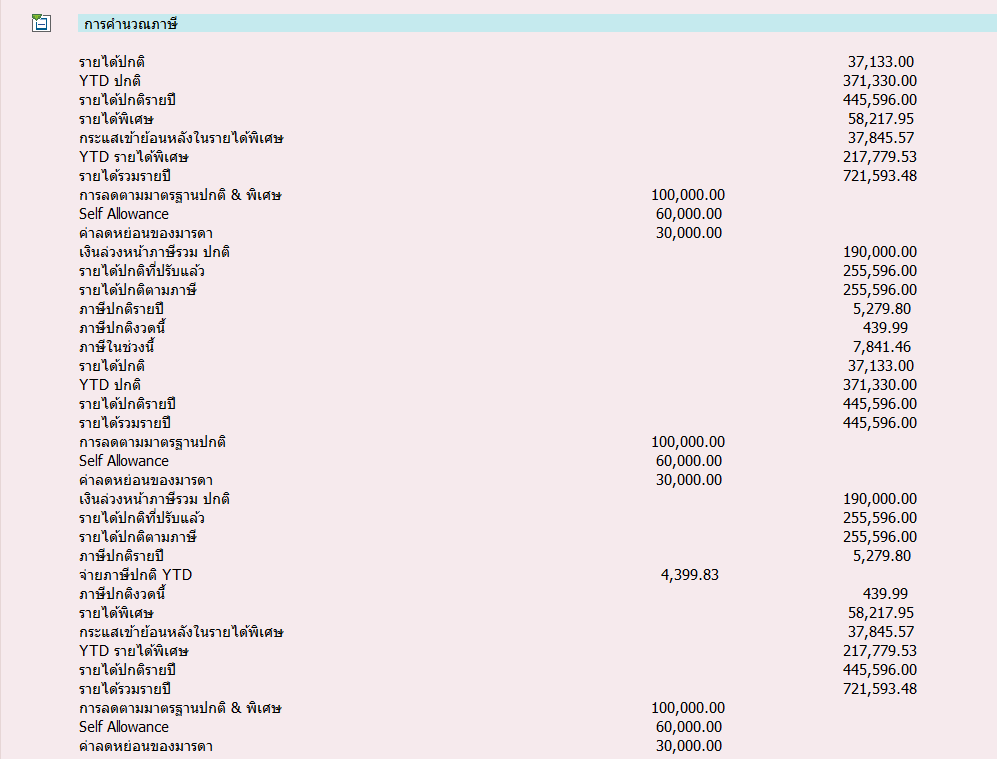 การคำนวณภาษี
รายได้ปกติ 37,133.00
YTD ปกติ 371,330.00
รายได้ปกติรายปี 445,596.00
รายได้พิเศษ 58,217.95
กระแสเข้าย้อนหลังในรายได้พิเศษ 37,845.57
YTD รายได้พิเศษ 217,779.53
รายได้รวมรายปี 721,593.48
การลดตามมาตรฐานปกติ & พิเศษ 100,000.00
Self Allowance 60,000.00
ค่าลดหย่อนของมารดา 30,000.00
เงินล่วงหน้าภาษีรวม ปกติ 190,000.00
รายได้ปกติที่ปรับแล้ว 255,596.00
รายได้ปกติตามภาษี 255,596.00
ภาษีปกติรายปี 5,279.80
ภาษีปกติงวดนี้ 439.99
ภาษีในช่วงนี้ 7,841.46
รายได้ปกติ 37,133.00
YTD ปกติ 371,330.00
รายได้ปกติรายปี 445,596.00
รายได้รวมรายปี 445,596.00
การลดตามมาตรฐานปกติ 100,000.00
Self Allowance 60,000.00
ค่าลดหย่อนของมารดา 30,000.00
เงินล่วงหน้าภาษีรวม ปกติ 190,000.00
รายได้ปกติที่ปรับแล้ว 255,596.00
รายได้ปกติตามภาษี 255,596.00
ภาษีปกติรายปี 5,279.80
จ่ายภาษีปกติ YTD 4,399.83
ภาษีปกติงวดนี้ 439.99
รายได้พิเศษ 58,217.95
กระแสเข้าย้อนหลังในรายได้พิเศษ 37,845.57
YTD รายได้พิเศษ 217,779.53
รายได้ปกติรายปี 445,596.00
รายได้รวมรายปี 721,593.48
การลดตามมาตรฐานปกติ & พิเศษ 100,000.00
Self Allowance 60,000.00
ค่าลดหย่อนของมารดา 30,000.00